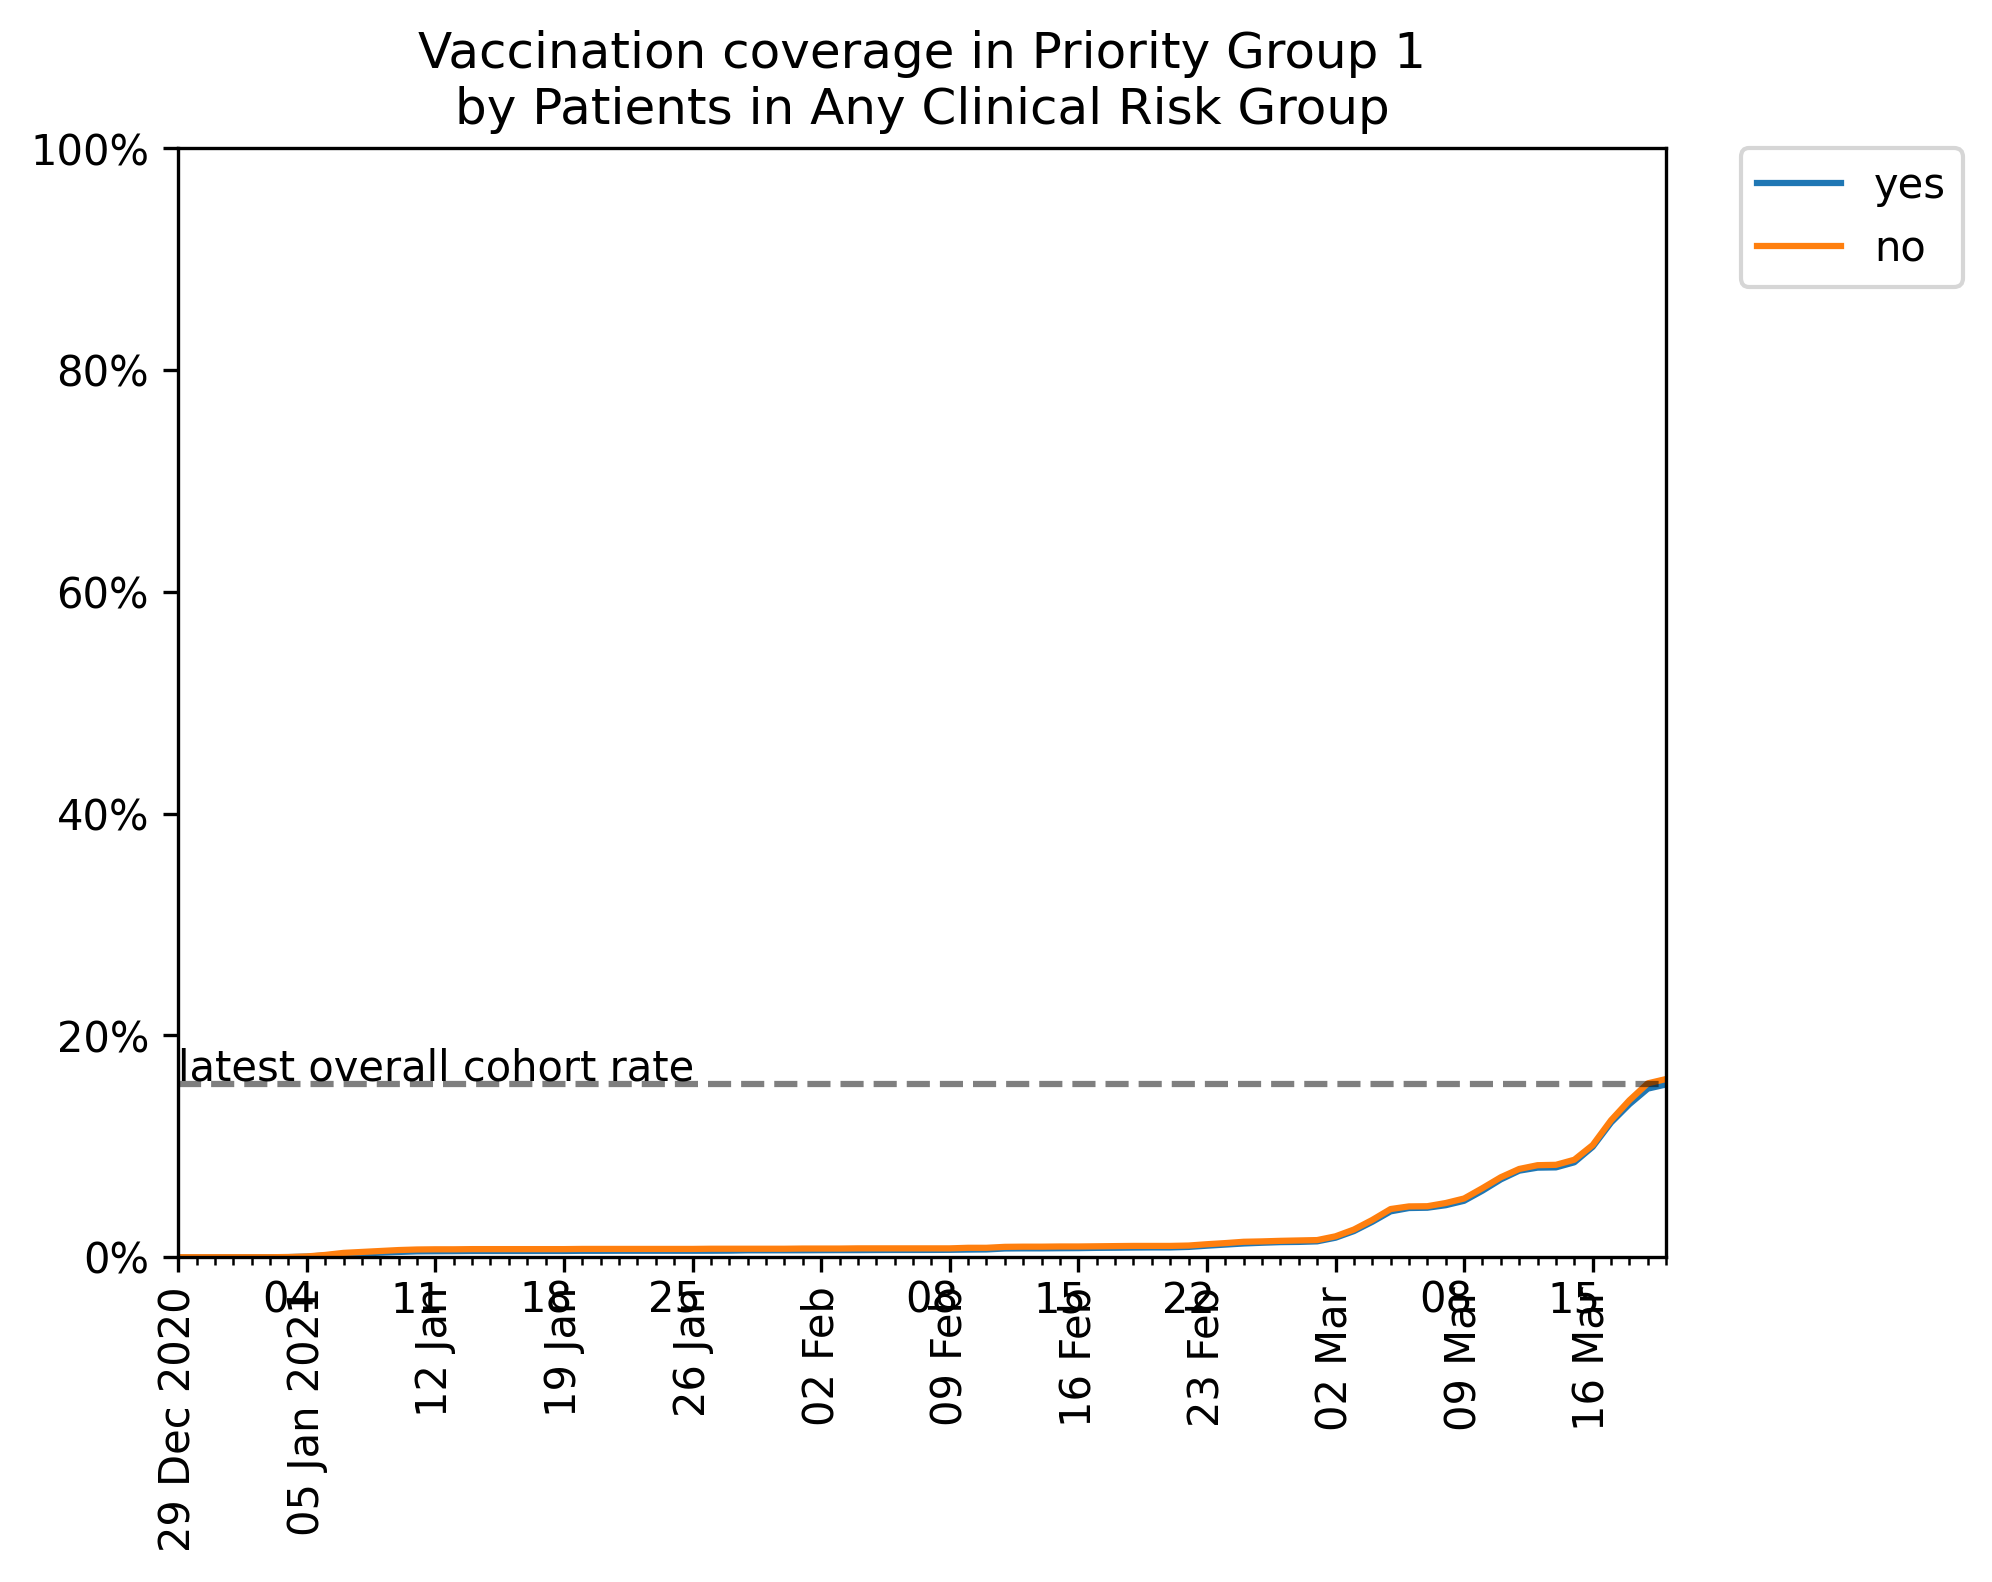 Vaccination coverage in Priority Group 1
by Patients in Any Clinical Risk Group
100%
80%
60%
40%
20%
0%
latest overall cohort rate
yes
no
04
11
18
25
08
15
22
08
15
29 Dec 2020
05 Jan 2021
12 Jan
19 Jan
26 Jan
02 Feb
09 Feb
16 Feb
23 Feb
02 Mar
09 Mar
16 Mar